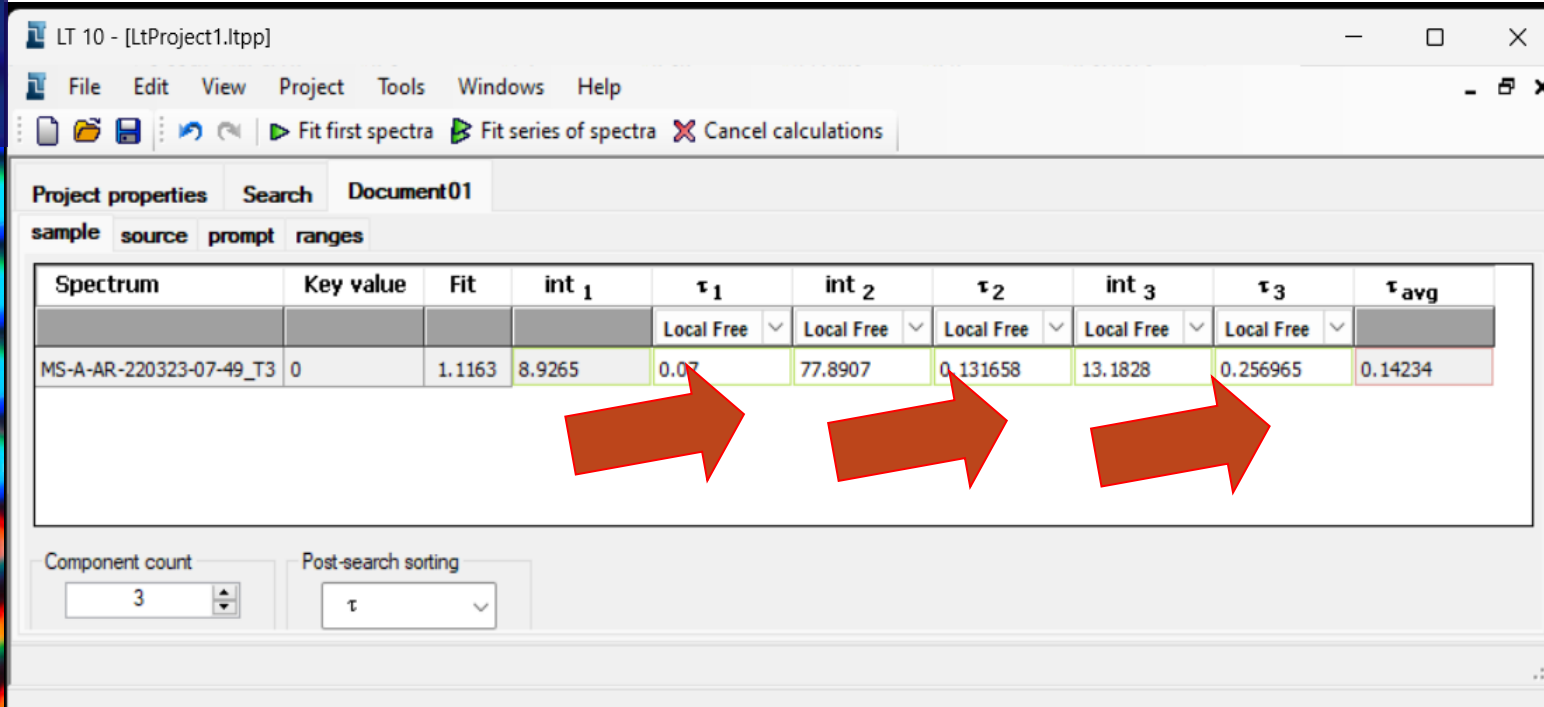 LT 10 - [LtProject1.ltpp]
File Edit View Project Tools Windows Help
Fit first spectra Fit series of spectra Cancel calculations
Project properties Search Document01
sample source prompt ranges
Spectrum Key value Fit int 1 τ 1 int 2 τ 2 int 3 τ 3 τ avg
Local Free Local Free Local Free Local Free Local Free
MS-A-AR-220323-07-49_T3 0 1.1163 8.9265 0.07 77.8907 0.131658 13.1828 0.256965 0.14234
Component count Post-search sorting
3 τ